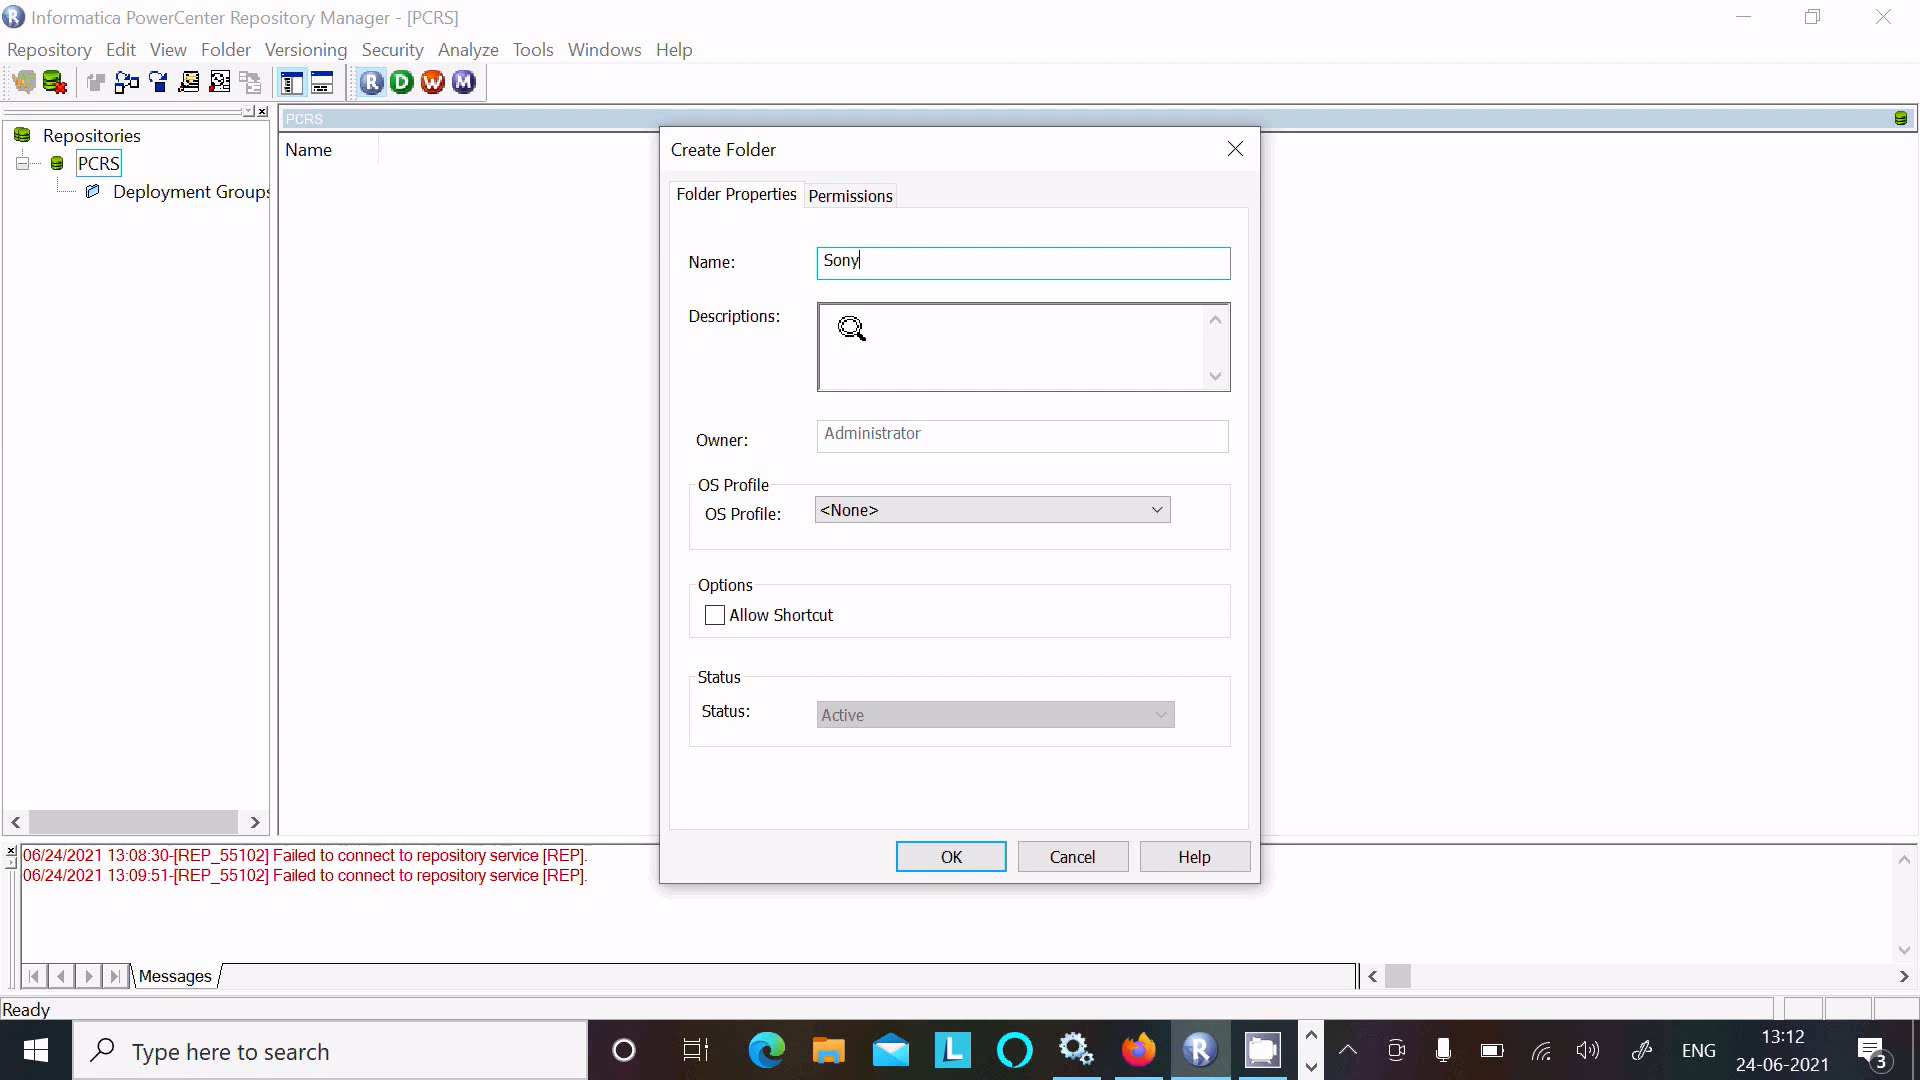 Informatica PowerCenter Repository Manager - [PCRS]
Repository Edit View Folder Versioning Security Analyze Tools Windows Help
R D W M
PCRS
Repositories
PCRS
Deployment Groups
Name
Create Folder
Folder Properties Permissions
Name: Sony
Descriptions:
Owner: Administrator
OS Profile
OS Profile: <None>
Options
Allow Shortcut
Status
Status: Active
OK Cancel Help
06/24/2021 13:08:30-[REP_55102] Failed to connect to repository service [REP].
06/24/2021 13:09:51-[REP_55102] Failed to connect to repository service [REP].
Messages
Ready
Type here to search
L
R
ENG
13:12
24-06-2021
3